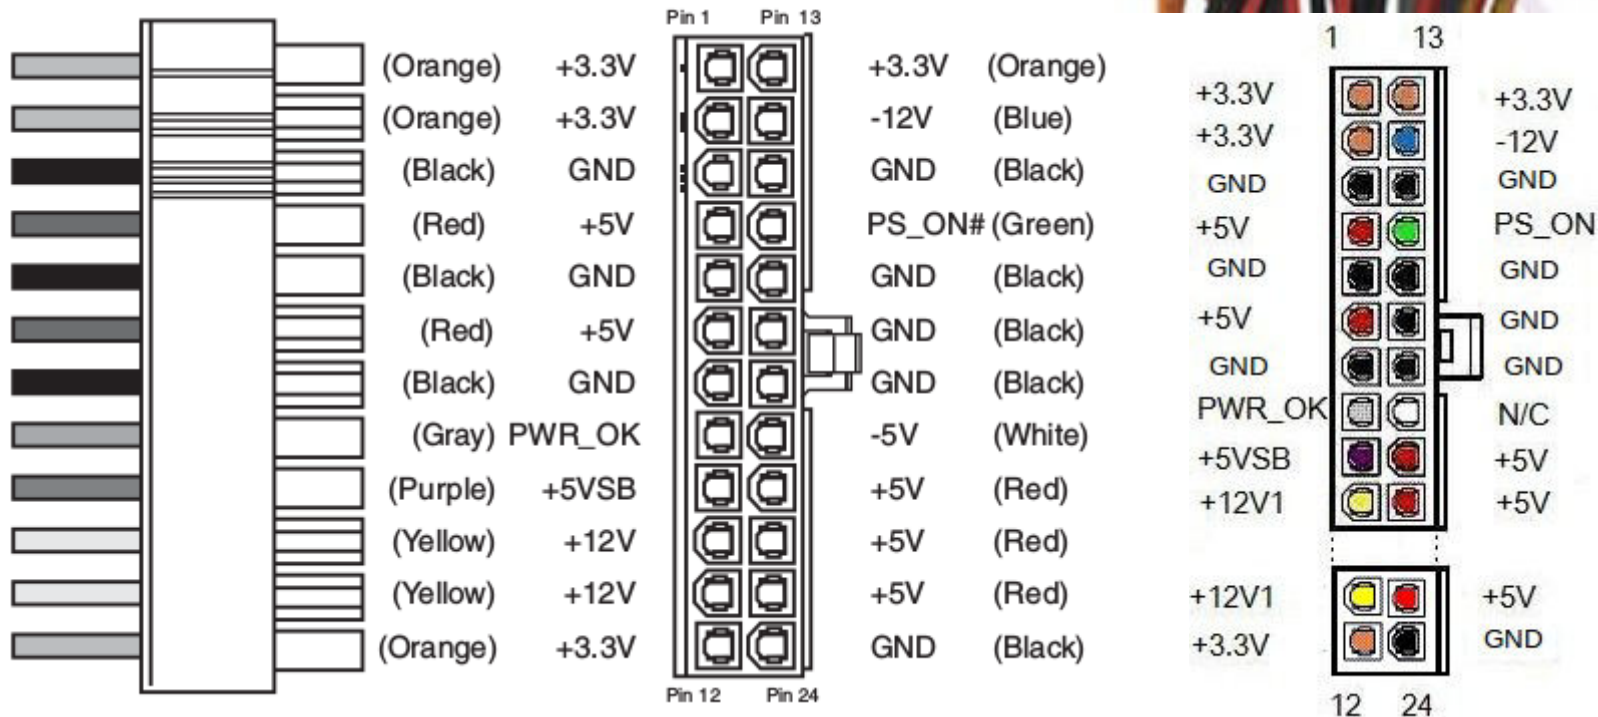 Pin 1 Pin 13
(Orange) +3.3V +3.3V (Orange)
(Orange) +3.3V -12V (Blue)
(Black) GND GND (Black)
(Red) +5V PS_ON# (Green)
(Black) GND GND (Black)
(Red) +5V GND (Black)
(Black) GND GND (Black)
(Gray) PWR_OK -5V (White)
(Purple) +5VSB +5V (Red)
(Yellow) +12V +5V (Red)
(Yellow) +12V +5V (Red)
(Orange) +3.3V GND (Black)
Pin 12 Pin 24
1 13
+3.3V +3.3V
+3.3V -12V
GND GND
+5V PS_ON
GND GND
+5V GND
GND GND
PWR_OK N/C
+5VSB +5V
+12V1 +5V
+12V1 +5V
+3.3V GND
12 24